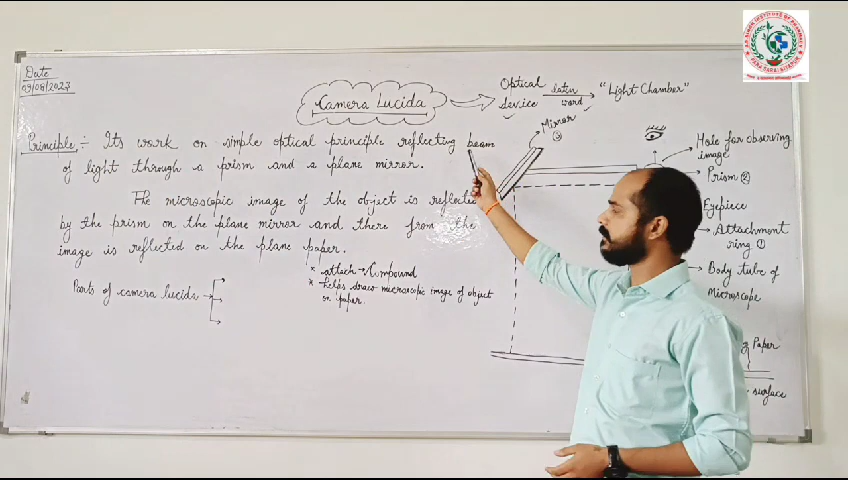 Date
09/08/2023
Camera Lucida
Optical
device
latin
word
"Light Chamber"
Principle :- Its work on simple optical principle reflecting beam
of light through a prism and a plane mirror.
The microscopic image of the object is reflected
by the prism on the plane mirror and there from the
image is reflected on the plane paper.
Parts of camera lucida
* attach → Compound
* helps draw microscopic image of object
on paper.
Mirror
③
Hole for observing
image
Prism ②
Eyepiece
Attachment
ring ①
Body tube of
Microscope
Paper
surface